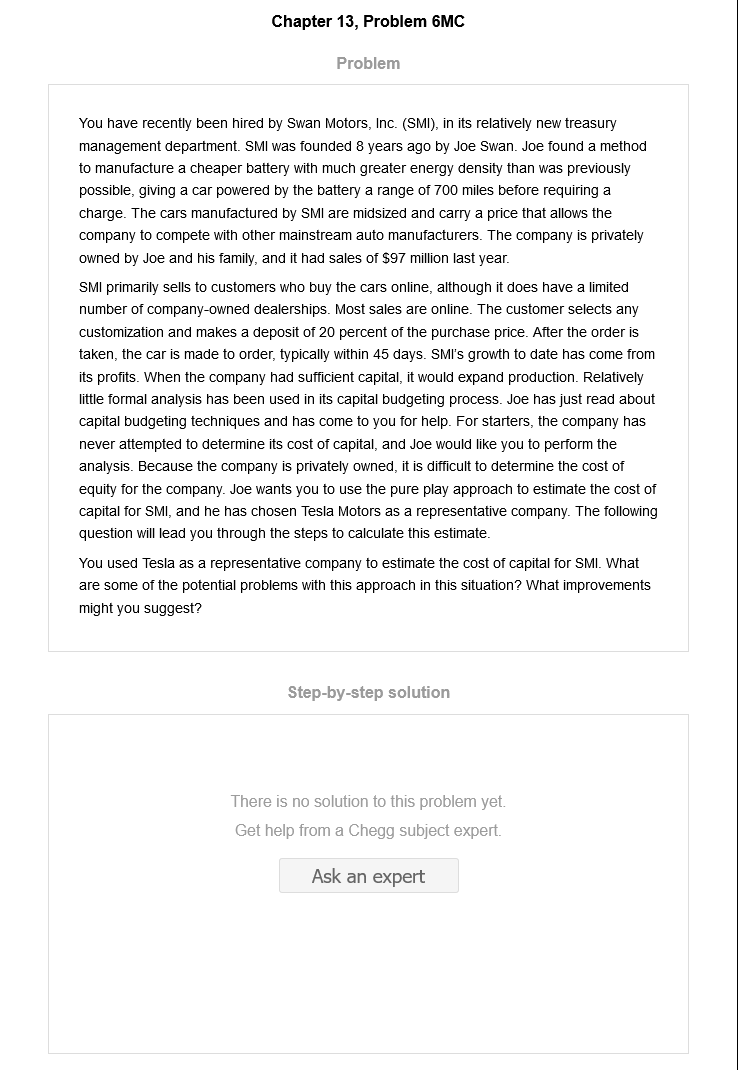 Chapter 13, Problem 6MC
Problem
You have recently been hired by Swan Motors, Inc. (SMI), in its relatively new treasury
management department. SMI was founded 8 years ago by Joe Swan. Joe found a method
to manufacture a cheaper battery with much greater energy density than was previously
possible, giving a car powered by the battery a range of 700 miles before requiring a
charge. The cars manufactured by SMI are midsized and carry a price that allows the
company to compete with other mainstream auto manufacturers. The company is privately
owned by Joe and his family, and it had sales of $97 million last year.
SMI primarily sells to customers who buy the cars online, although it does have a limited
number of company-owned dealerships. Most sales are online. The customer selects any
customization and makes a deposit of 20 percent of the purchase price. After the order is
taken, the car is made to order, typically within 45 days. SMI's growth to date has come from
its profits. When the company had sufficient capital, it would expand production. Relatively
little formal analysis has been used in its capital budgeting process. Joe has just read about
capital budgeting techniques and has come to you for help. For starters, the company has
never attempted to determine its cost of capital, and Joe would like you to perform the
analysis. Because the company is privately owned, it is difficult to determine the cost of
equity for the company. Joe wants you to use the pure play approach to estimate the cost of
capital for SMI, and he has chosen Tesla Motors as a representative company. The following
question will lead you through the steps to calculate this estimate.
You used Tesla as a representative company to estimate the cost of capital for SMI. What
are some of the potential problems with this approach in this situation? What improvements
might you suggest?
Step-by-step solution
There is no solution to this problem yet.
Get help from a Chegg subject expert.
Ask an expert